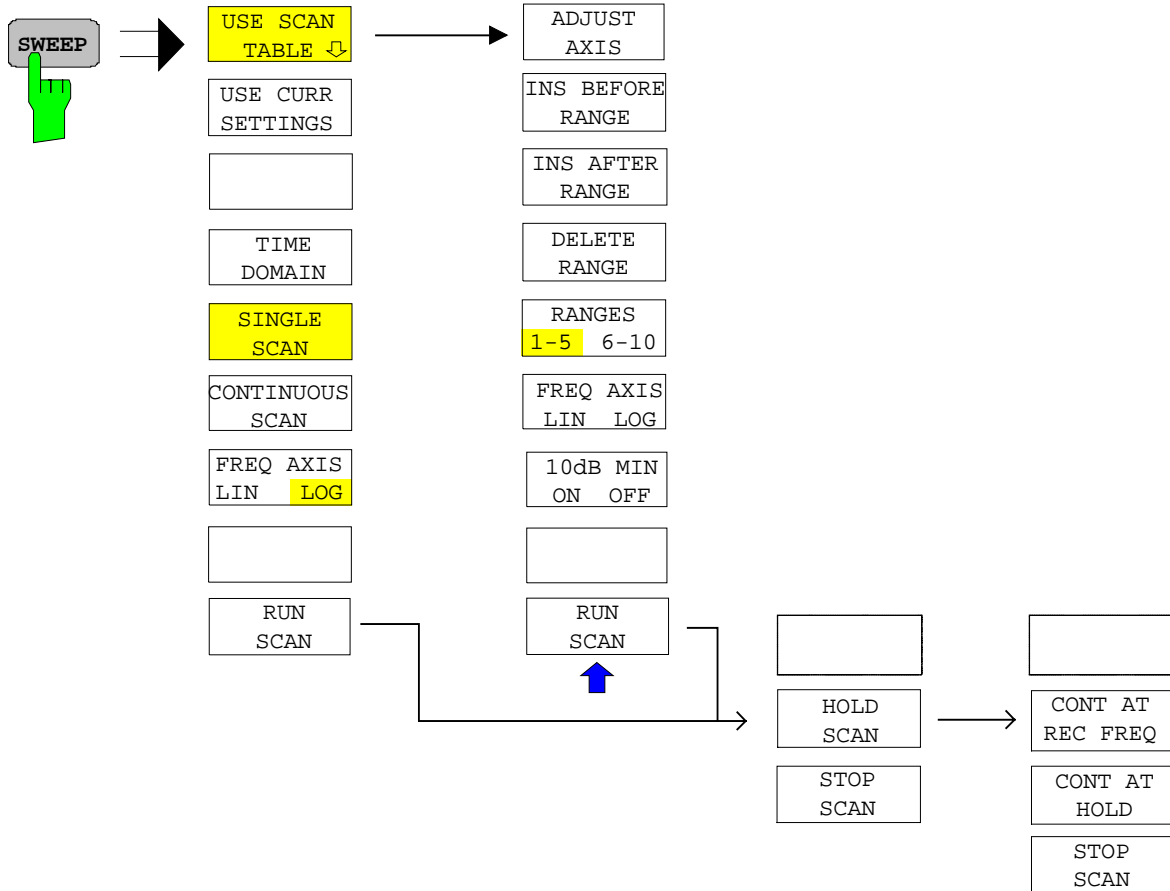 SWEEP
USE SCAN
TABLE
USE CURR
SETTINGS
TIME
DOMAIN
SINGLE
SCAN
CONTINUOUS
SCAN
FREQ AXIS
LIN LOG
RUN
SCAN
ADJUST
AXIS
INS BEFORE
RANGE
INS AFTER
RANGE
DELETE
RANGE
RANGES
1-5 6-10
FREQ AXIS
LIN LOG
10dB MIN
ON OFF
RUN
SCAN
HOLD
SCAN
STOP
SCAN
CONT AT
REC FREQ
CONT AT
HOLD
STOP
SCAN